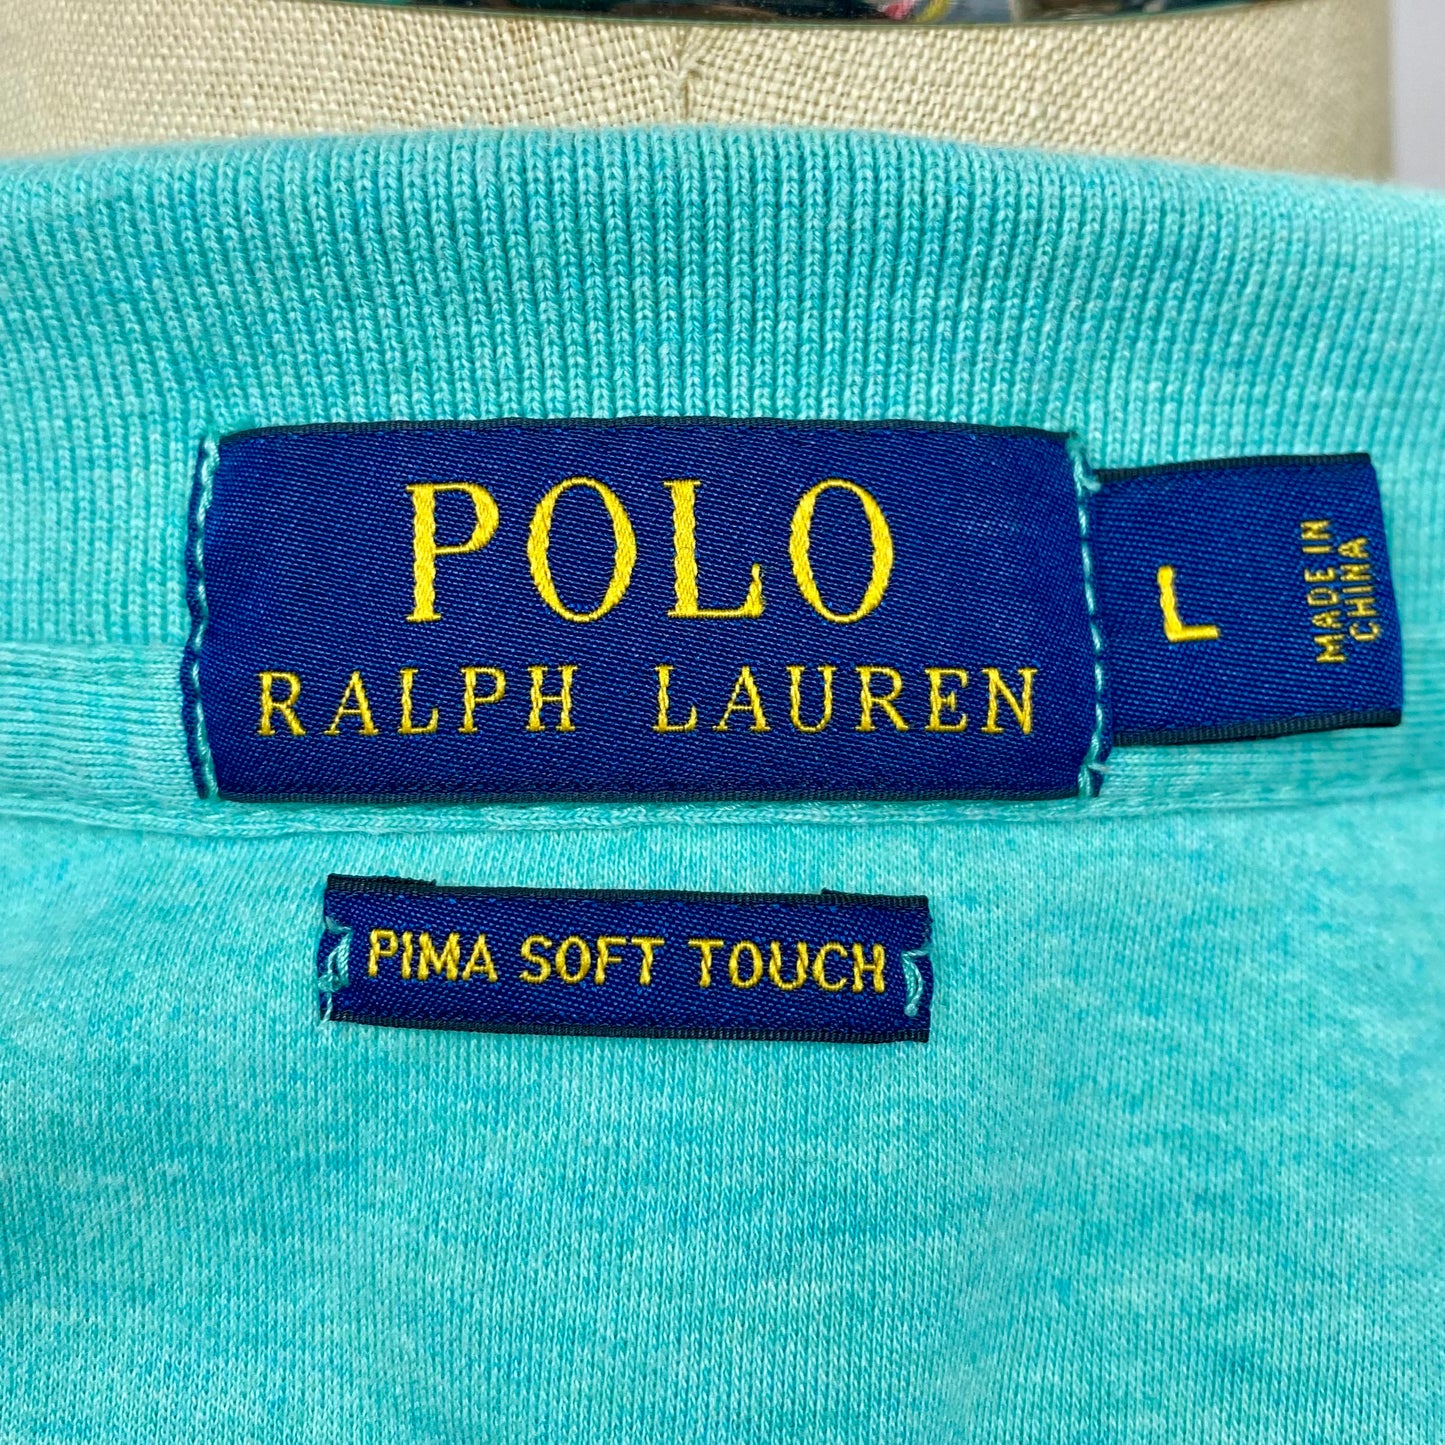 POLO
RALPH LAUREN
L
MADE IN
CHINA
PIMA SOFT TOUCH